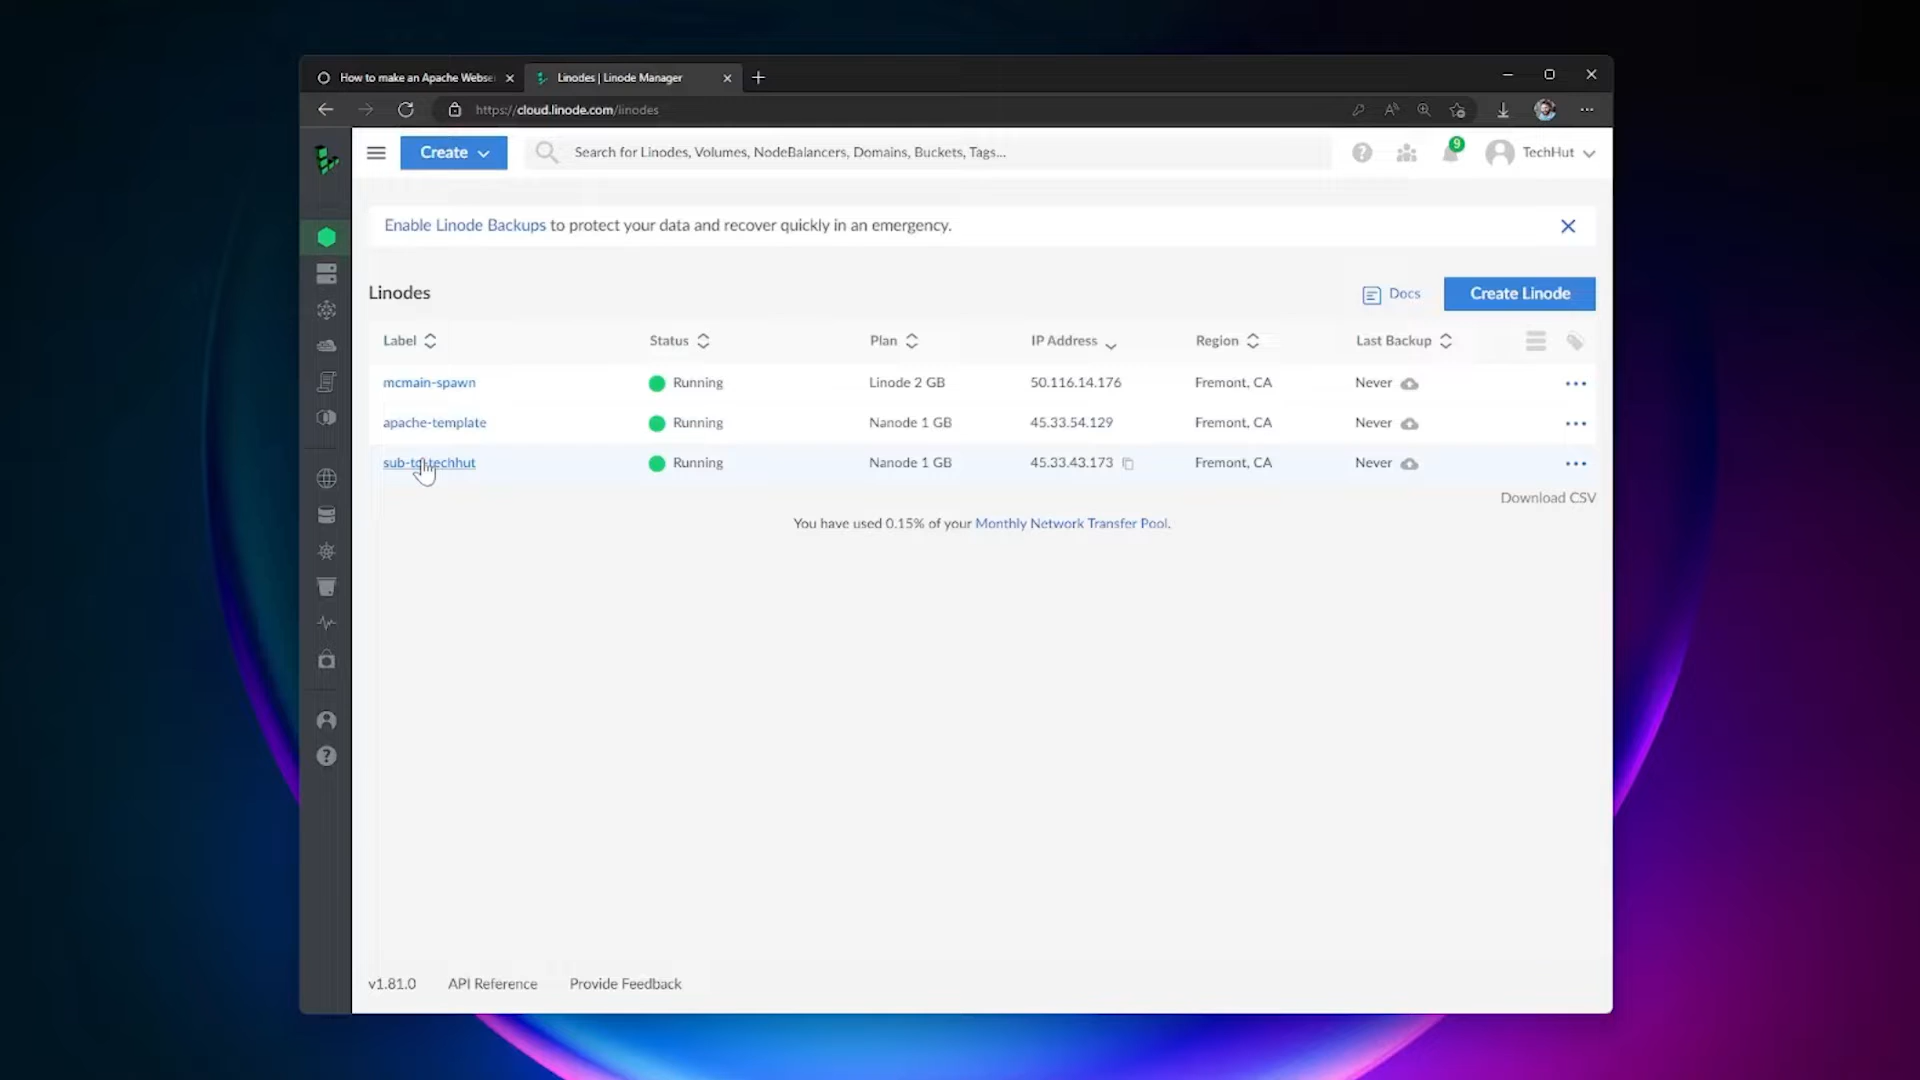 How to make an Apache Webse
Linodes | Linode Manager
https://cloud.linode.com/linodes
Create
Search for Linodes, Volumes, NodeBalancers, Domains, Buckets, Tags...
9
TechHut
Enable Linode Backups to protect your data and recover quickly in an emergency.
Linodes
Docs
Create Linode
Label Status Plan IP Address Region Last Backup
mcmain-spawn Running Linode 2 GB 50.116.14.176 Fremont, CA Never
apache-template Running Nanode 1 GB 45.33.54.129 Fremont, CA Never
sub-to-techhut Running Nanode 1 GB 45.33.43.173 Fremont, CA Never
Download CSV
You have used 0.15% of your Monthly Network Transfer Pool.
v1.81.0 API Reference Provide Feedback